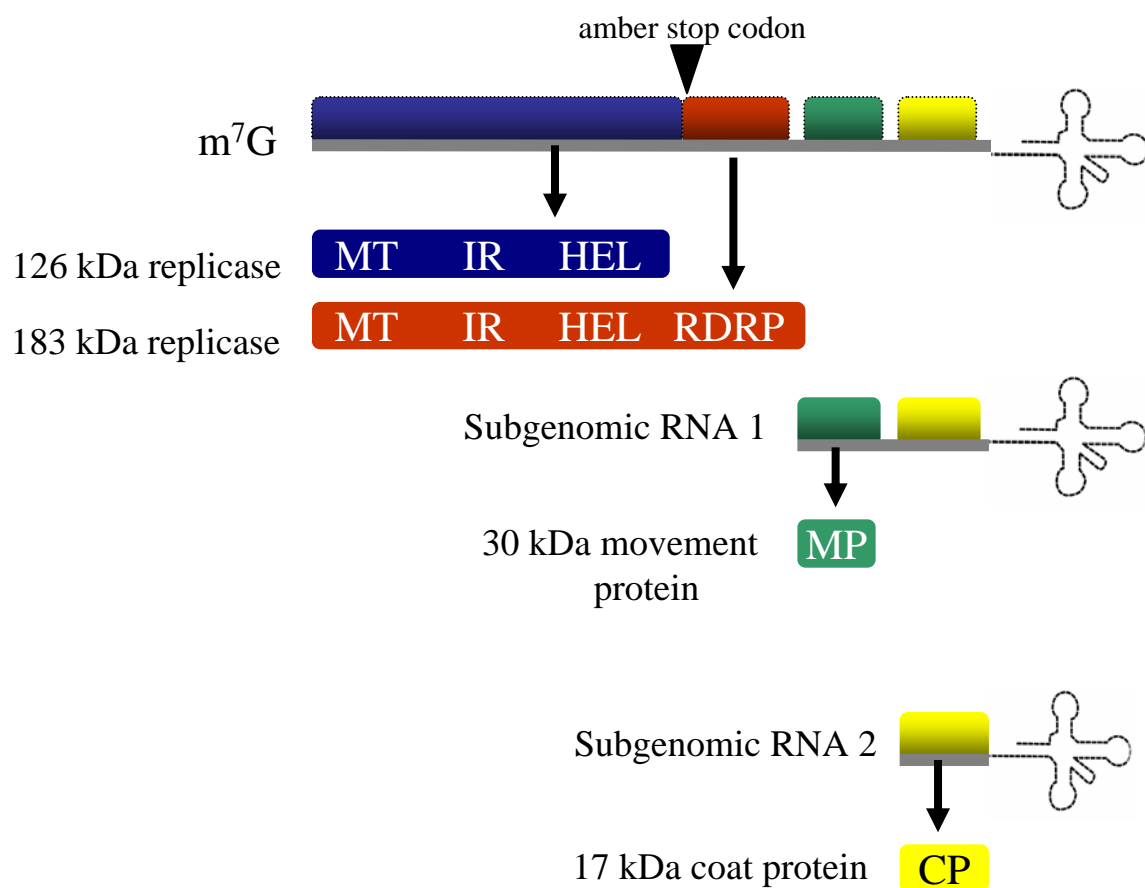 amber stop codon
m⁷G
126 kDa replicase
MT IR HEL
183 kDa replicase
MT IR HEL RDRP
Subgenomic RNA 1
30 kDa movement
protein
MP
Subgenomic RNA 2
17 kDa coat protein
CP